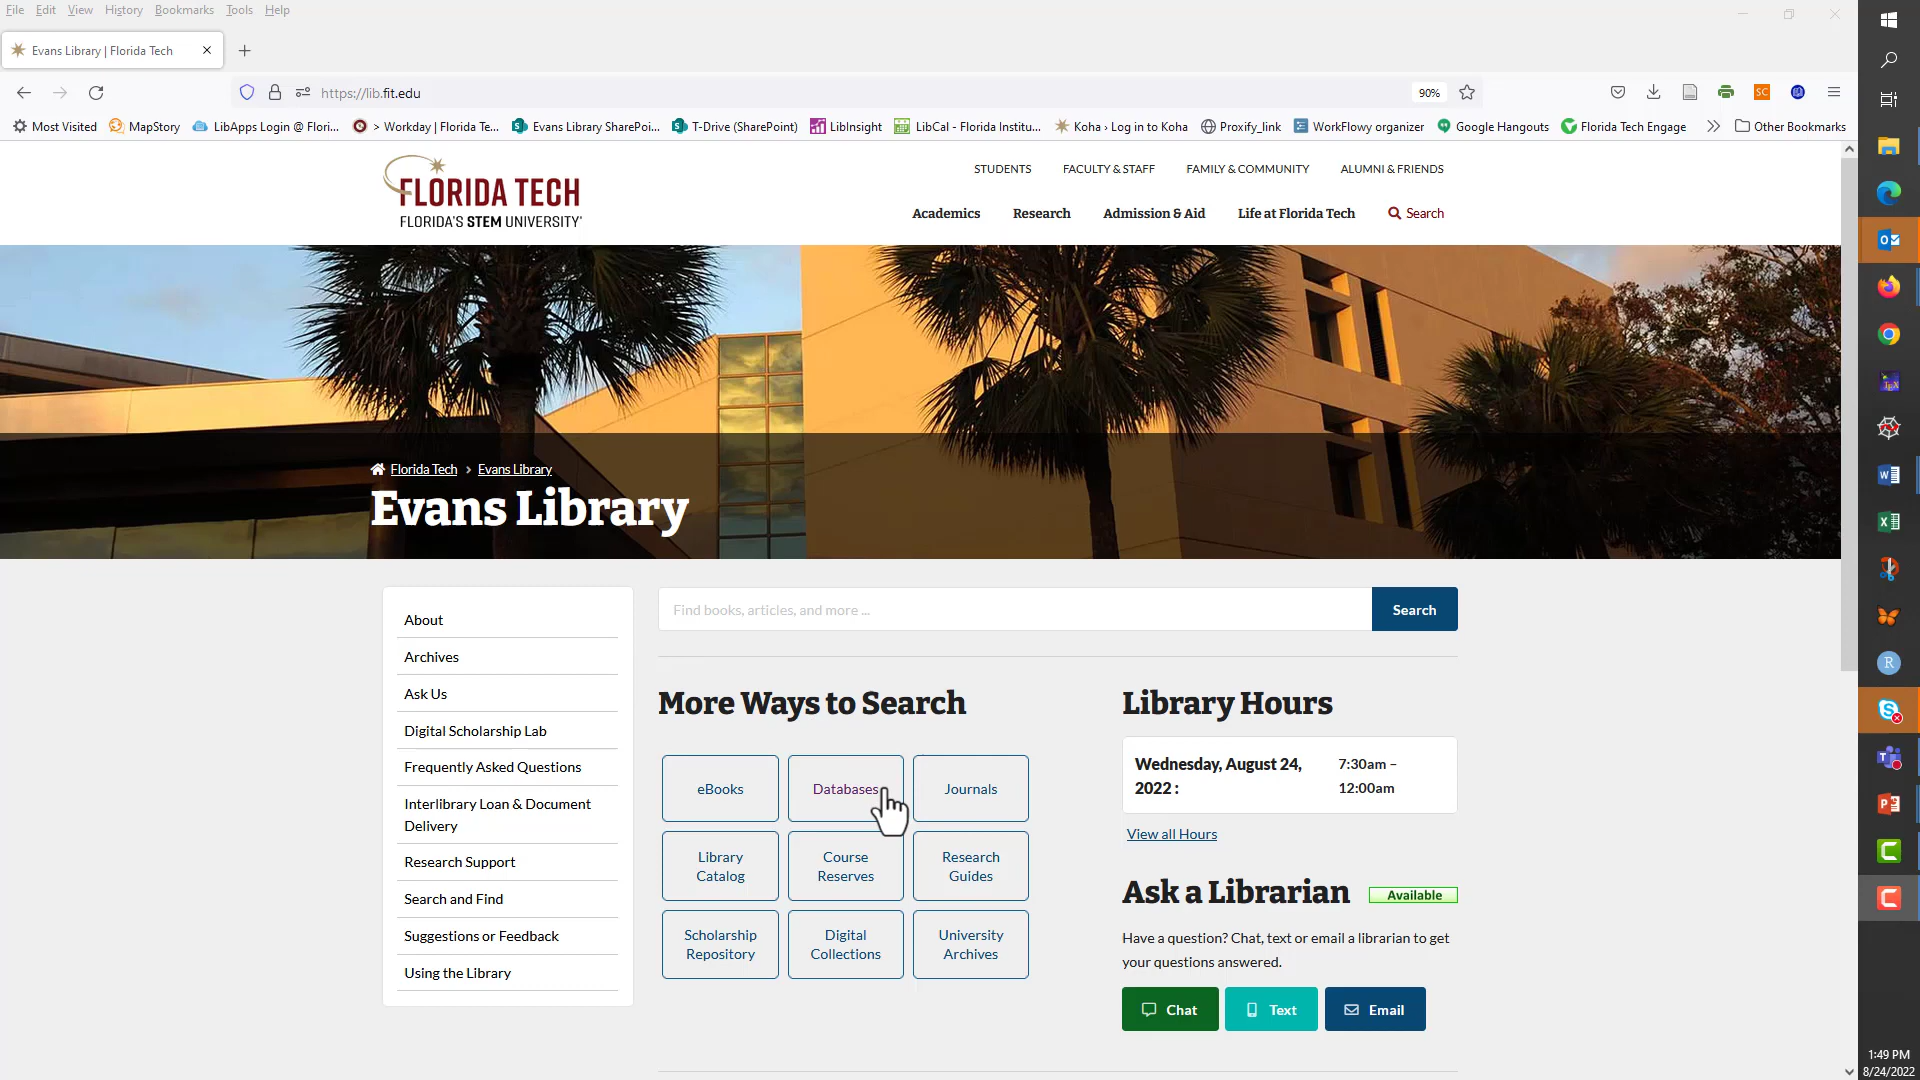 File Edit View History Bookmarks Tools Help
Evans Library | Florida Tech
https://lib.fit.edu
90%
Most Visited MapStory LibApps Login @ Flori... > Workday | Florida Te... Evans Library SharePoi... T-Drive (SharePoint) LibInsight LibCal - Florida Institu... Koha › Log in to Koha Proxify_link WorkFlowy organizer Google Hangouts Florida Tech Engage Other Bookmarks
FLORIDA TECH
FLORIDA'S STEM UNIVERSITY
STUDENTS FACULTY & STAFF FAMILY & COMMUNITY ALUMNI & FRIENDS
Academics Research Admission & Aid Life at Florida Tech Search
Florida Tech › Evans Library
Evans Library
About
Archives
Ask Us
Digital Scholarship Lab
Frequently Asked Questions
Interlibrary Loan & Document
Delivery
Research Support
Search and Find
Suggestions or Feedback
Using the Library
Find books, articles, and more ...
Search
More Ways to Search
eBooks Databases Journals
Library Course Research
Catalog Reserves Guides
Scholarship Digital University
Repository Collections Archives
Library Hours
Wednesday, August 24, 7:30am –
2022 : 12:00am
View all Hours
Ask a Librarian Available
Have a question? Chat, text or email a librarian to get
your questions answered.
Chat Text Email
1:49 PM
8/24/2022